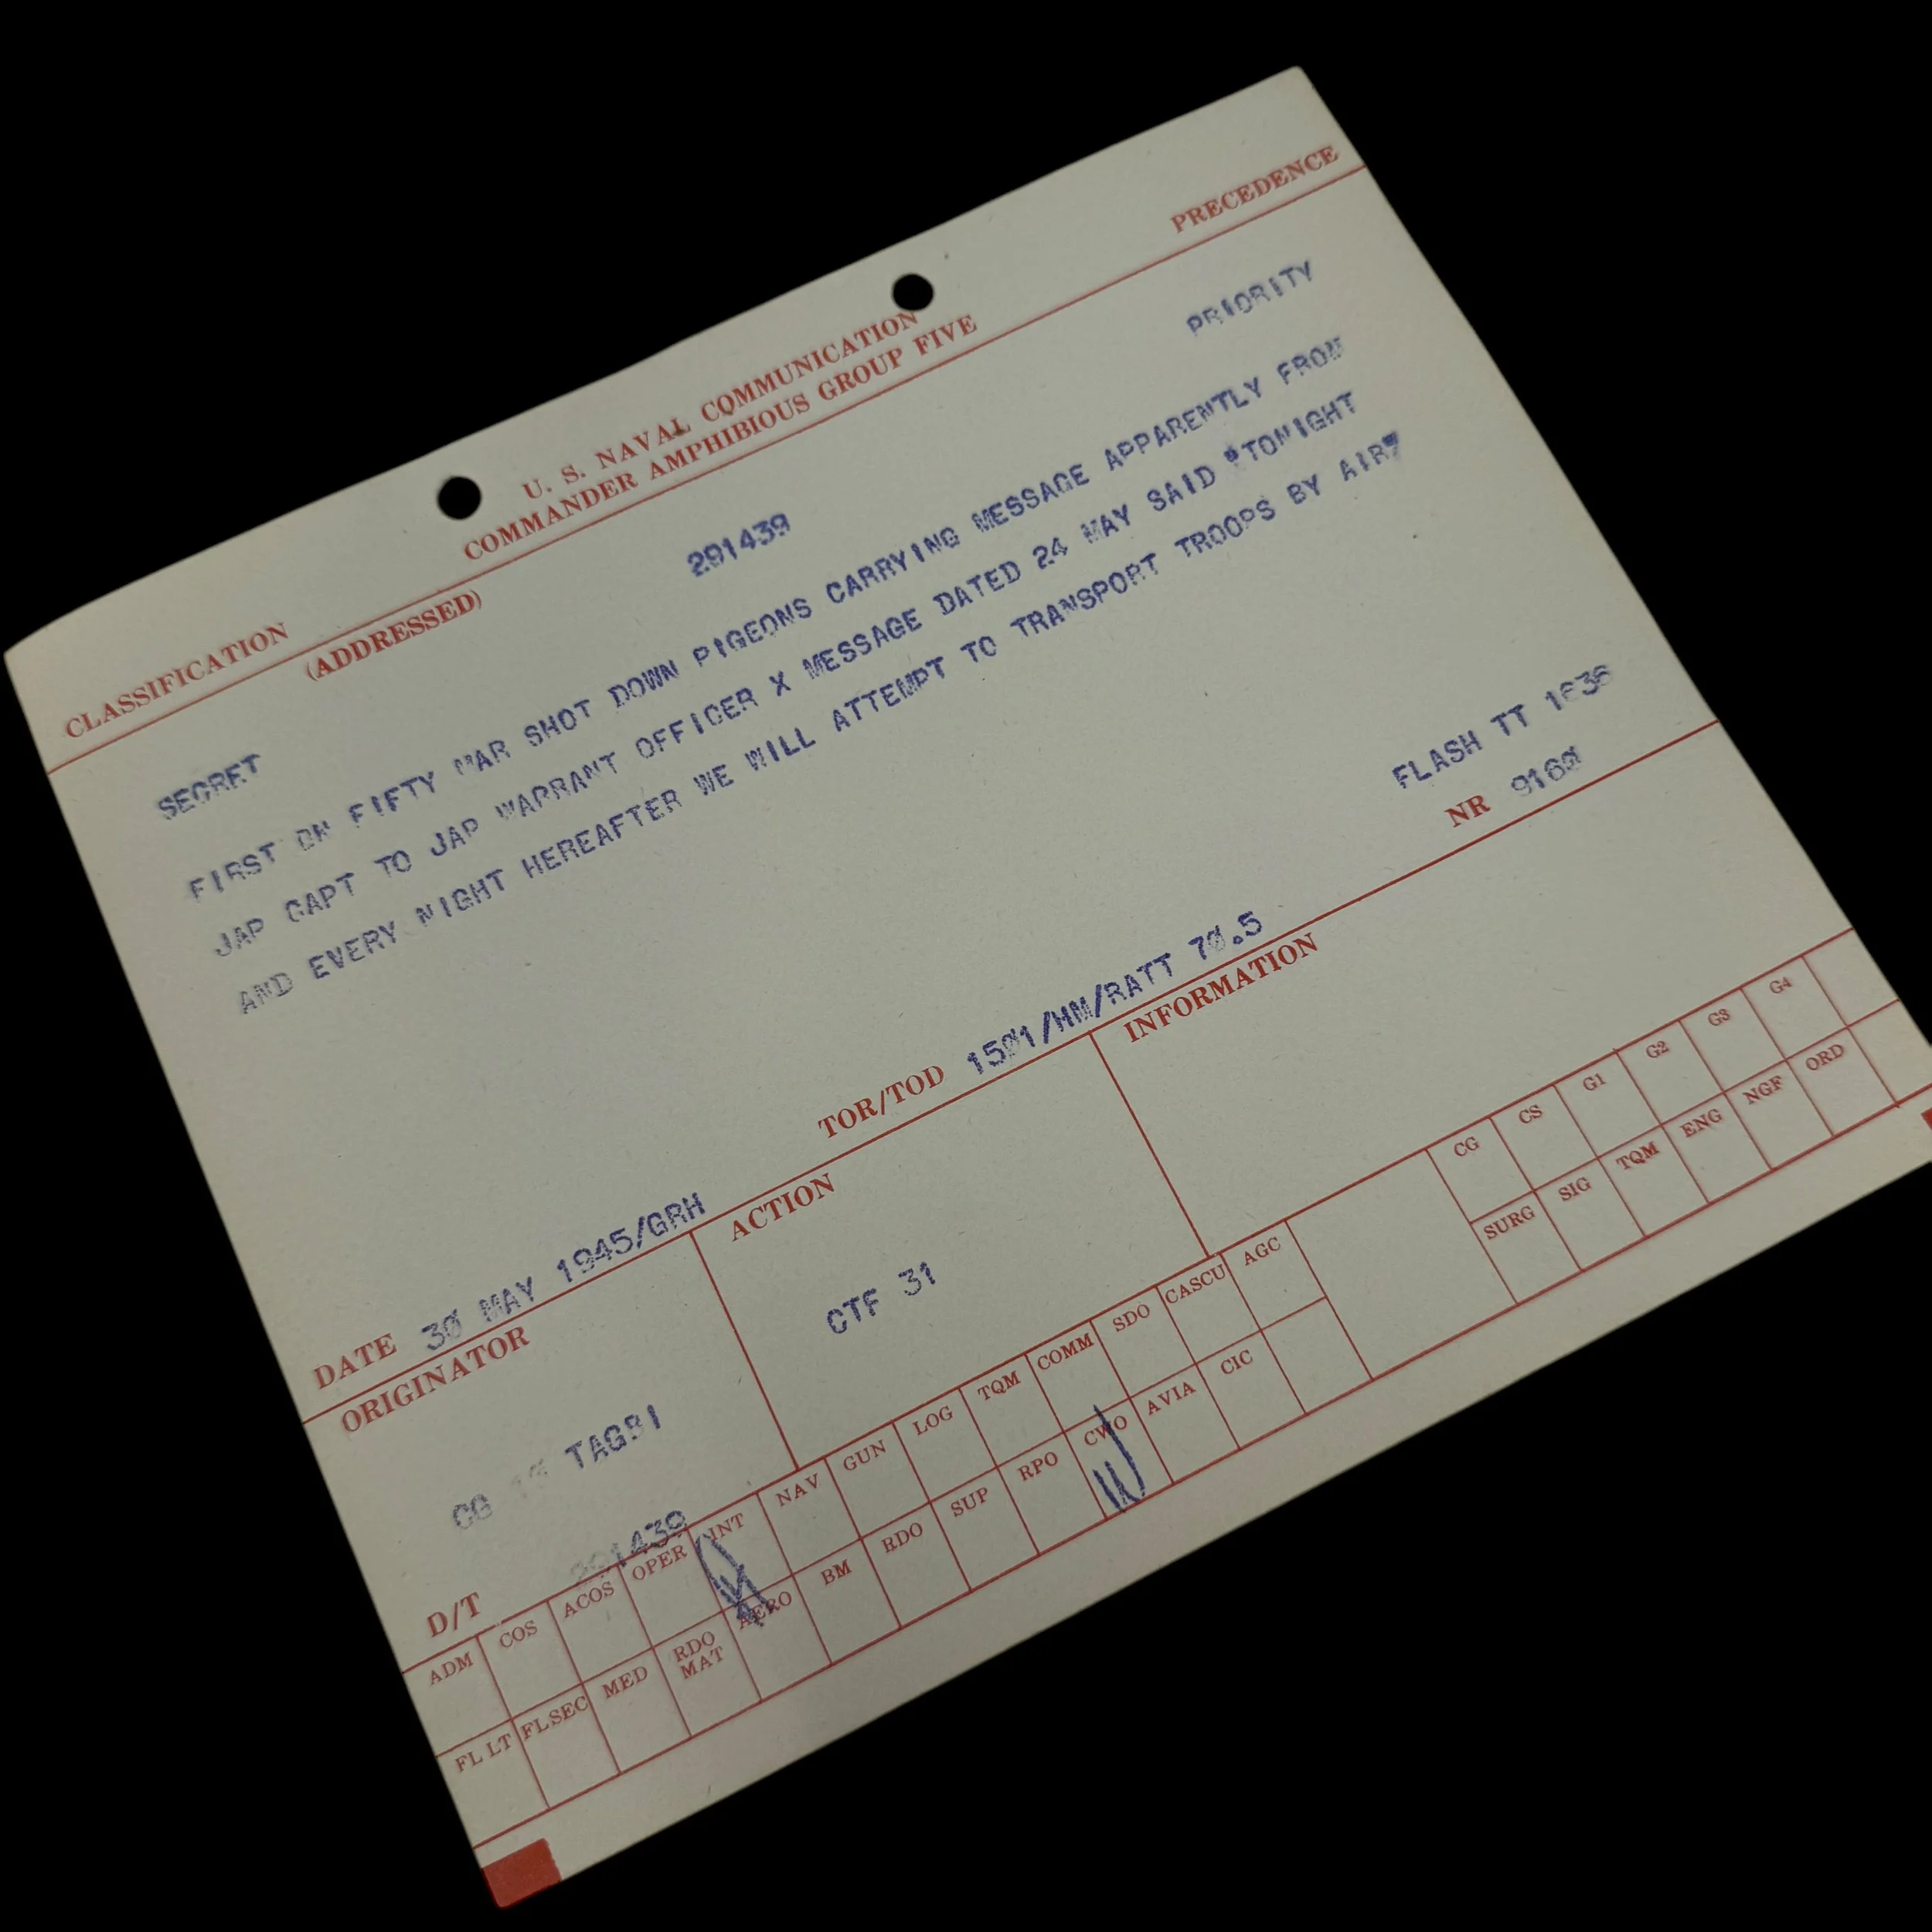 U. S. NAVAL COMMUNICATION
COMMANDER AMPHIBIOUS GROUP FIVE
CLASSIFICATION (ADDRESSED) PRECEDENCE
SECRET 291439 PRIORITY
FIRST BN FIFTY MAR SHOT DOWN PIGEONS CARRYING MESSAGE APPARENTLY FROM
JAP CAPT TO JAP WARRANT OFFICER X MESSAGE DATED 24 MAY SAID "TONIGHT
AND EVERY NIGHT HEREAFTER WE WILL ATTEMPT TO TRANSPORT TROOPS BY AIR"
FLASH TT 1636
DATE 30 MAY 1945/GRH TOR/TOD 1501/HM/RATT 70.5 NR 9160
ORIGINATOR ACTION INFORMATION
CG TAGBI CTF 31
D/T 291439
ADM COS ACOS OPER INT NAV GUN LOG TQM COMM SDO CASCU AGC CG CS G1 G2 G3 G4
FL LT FLSEC MED RDO MAT AERO BM RDO SUP RPO CWO AVIA CIC SURG SIG TQM ENG NGF ORD